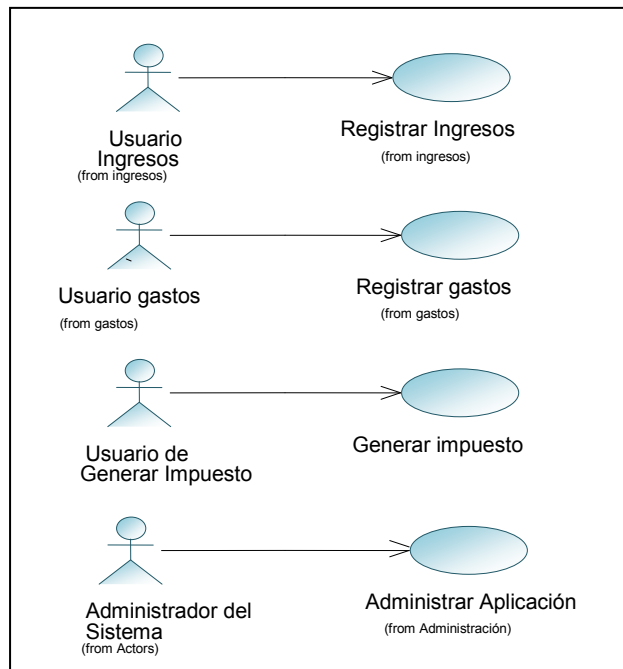 Usuario
Ingresos
(from ingresos)
Registrar Ingresos
(from ingresos)
Usuario gastos
(from gastos)
Registrar gastos
(from gastos)
Usuario de
Generar Impuesto
Generar impuesto
Administrador del
Sistema
(from Actors)
Administrar Aplicación
(from Administración)